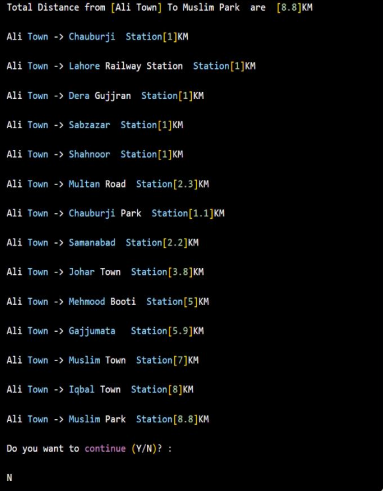 Total Distance from [Ali Town] To Muslim Park  are  [8.8]KM
Ali Town -> Chauburji  Station[1]KM
Ali Town -> Lahore Railway Station  Station[1]KM
Ali Town -> Dera Gujjran  Station[1]KM
Ali Town -> Sabzazar  Station[1]KM
Ali Town -> Shahnoor  Station[1]KM
Ali Town -> Multan Road  Station[2.3]KM
Ali Town -> Chauburji Park  Station[1.1]KM
Ali Town -> Samanabad  Station[2.2]KM
Ali Town -> Johar Town  Station[3.8]KM
Ali Town -> Mehmood Booti  Station[5]KM
Ali Town -> Gajjumata   Station[5.9]KM
Ali Town -> Muslim Town  Station[7]KM
Ali Town -> Iqbal Town  Station[8]KM
Ali Town -> Muslim Park  Station[8.8]KM
Do you want to continue (Y/N)? :
N